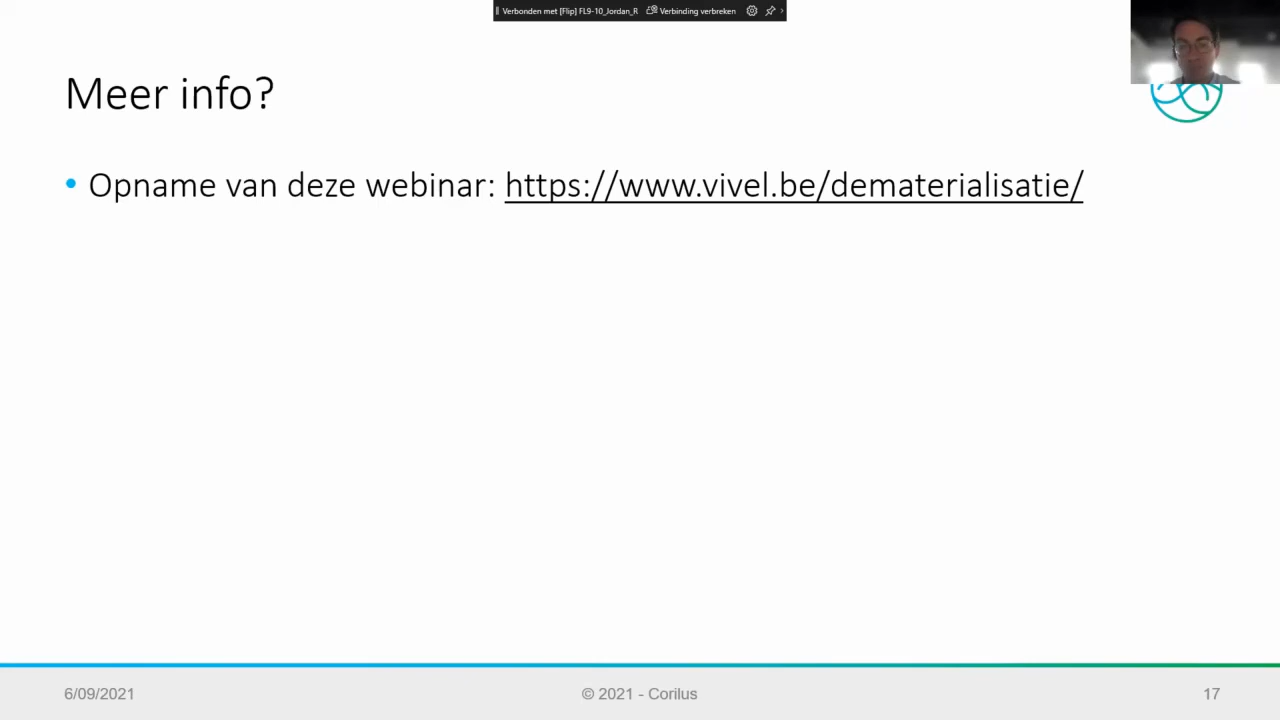 Verbonden met [Flip] FL9-10_Jordan_R
Verbinding verbreken
Meer info?
• Opname van deze webinar: https://www.vivel.be/dematerialisatie/
6/09/2021
© 2021 - Corilus
17